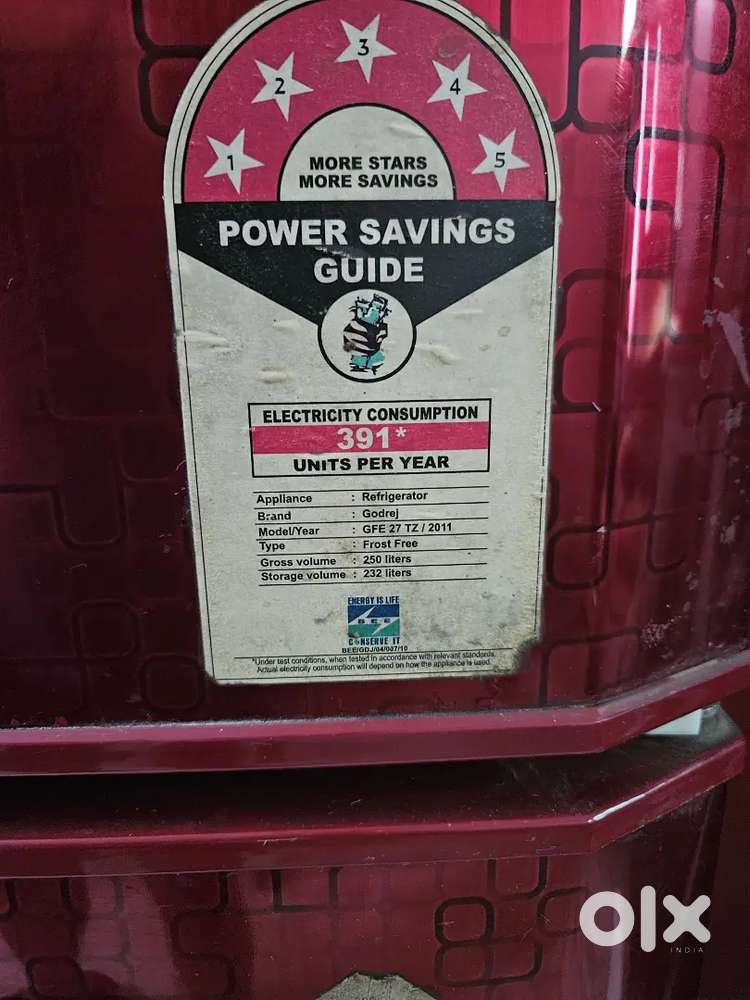 1
2
3
4
5
MORE STARS
MORE SAVINGS
POWER SAVINGS
GUIDE
ELECTRICITY CONSUMPTION
391*
UNITS PER YEAR
Appliance : Refrigerator
Brand : Godrej
Model/Year : GFE 27 TZ / 2011
Type : Frost Free
Gross volume : 250 liters
Storage volume : 232 liters
ENERGY IS LIFE
BEE
CONSERVE IT
BEE/GDJ/04/087/10
*Under test conditions, when tested in accordance with relevant standards.
Actual electricity consumption will depend on how the appliance is used.
olx
INDIA